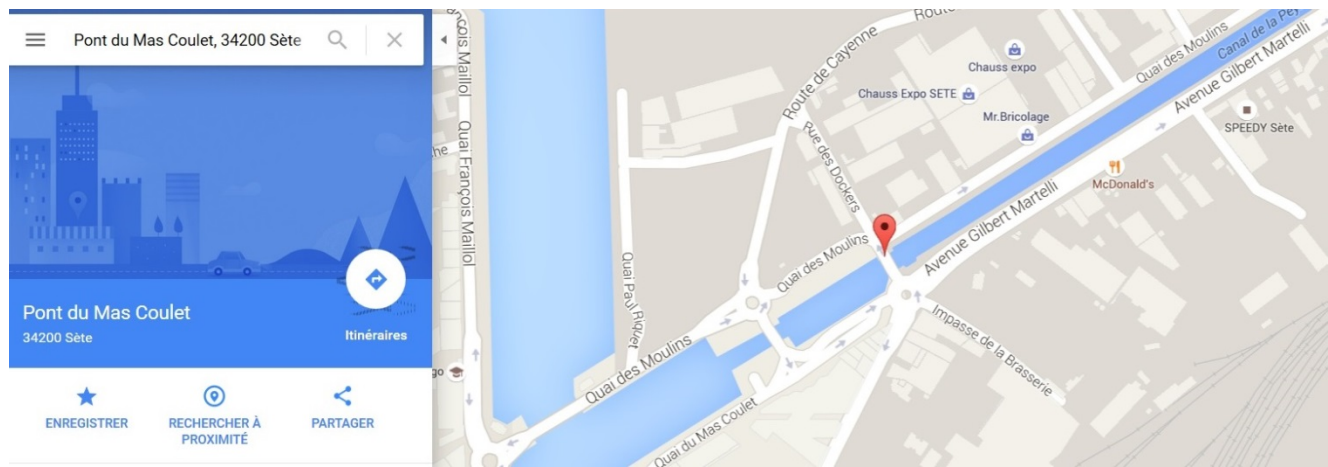 Pont du Mas Coulet, 34200 Sète
Pont du Mas Coulet
34200 Sète
Itinéraires
ENREGISTRER
RECHERCHER À
PROXIMITÉ
PARTAGER
François Maillol
Quai François Maillol
Route de Cayenne
Route
Chauss expo
Chauss Expo SETE
Mr.Bricolage
Quai des Moulins
Canal de la Pey
Avenue Gilbert Martelli
SPEEDY Sète
McDonald's
Rue des Dockers
Quai des Moulins
Avenue Gilbert Martelli
Quai Paul Riquet
Impasse de la Brasserie
Quai des Moulins
Quai du Mas Coulet